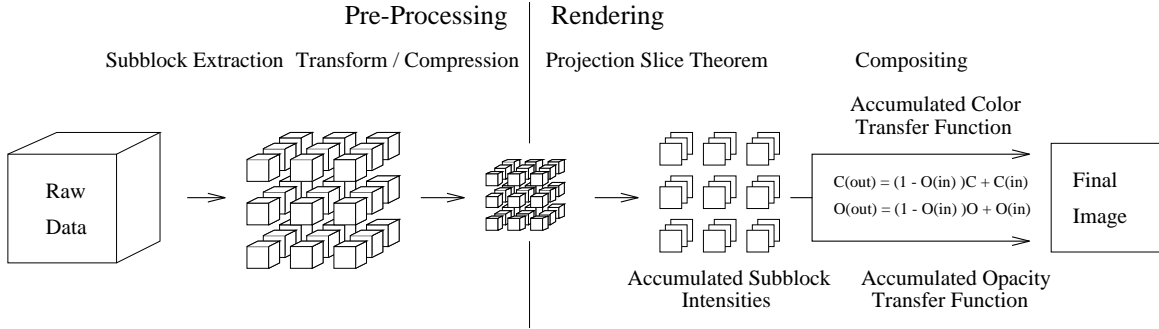 Pre-Processing Rendering
Subblock Extraction Transform / Compression Projection Slice Theorem Compositing
Accumulated Color
Transfer Function
Raw
Data
C(out) = (1 - O(in) )C + C(in)
O(out) = (1 - O(in) )O + O(in)
Final
Image
Accumulated Subblock
Intensities
Accumulated Opacity
Transfer Function